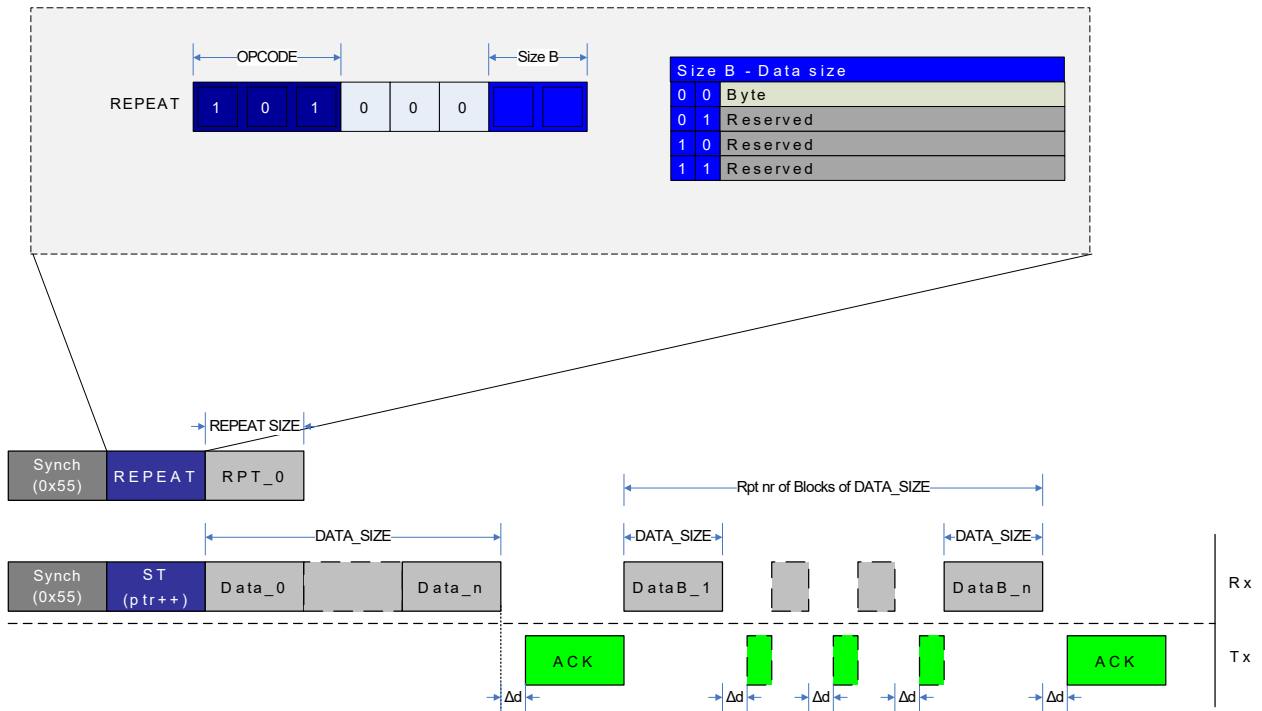 OPCODE
Size B
REPEAT
1 0 1 0 0 0
Size B - Data size
0 0 Byte
0 1 Reserved
1 0 Reserved
1 1 Reserved
REPEAT SIZE
Synch
(0x55)
REPEAT
RPT_0
Rpt nr of Blocks of DATA_SIZE
DATA_SIZE
DATA_SIZE
DATA_SIZE
Synch
(0x55)
ST
(ptr++)
Data_0
Data_n
DataB_1
DataB_n
Rx
ACK
ACK
Tx
Δd
Δd
Δd
Δd
Δd